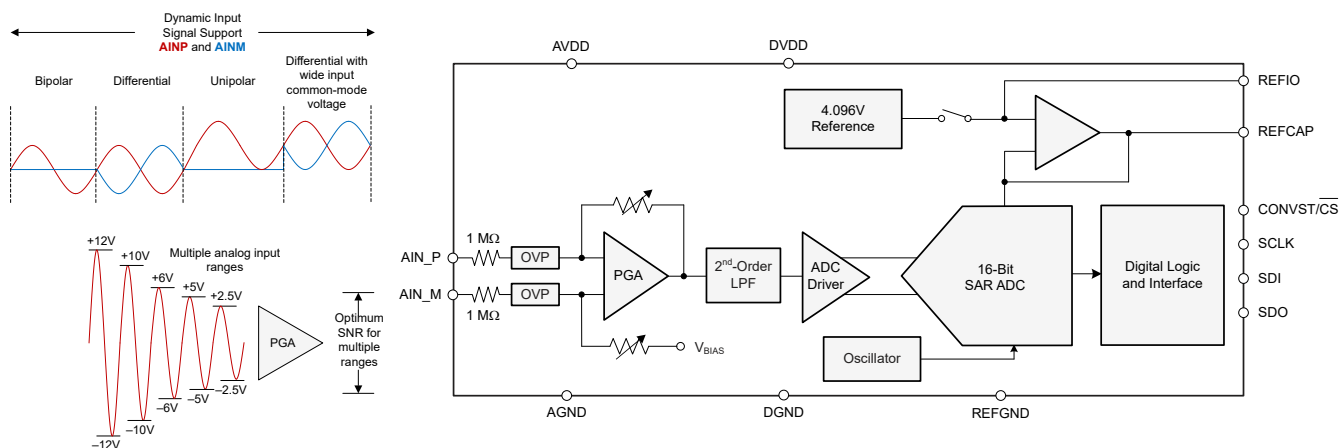 Dynamic Input
Signal Support
AINP and AINM
Bipolar
Differential
Unipolar
Differential with
wide input
common-mode
voltage
+12V
+10V
+6V
+5V
+2.5V
Multiple analog input
ranges
–12V
–10V
–6V
–5V
–2.5V
PGA
Optimum
SNR for
multiple
ranges
AVDD
DVDD
4.096V
Reference
REFIO
REFCAP
CONVST/CS
SCLK
SDI
SDO
AIN_P
AIN_M
1 MΩ
1 MΩ
OVP
OVP
PGA
VBIAS
2nd-Order
LPF
ADC
Driver
16-Bit
SAR ADC
Oscillator
Digital Logic
and Interface
AGND
DGND
REFGND